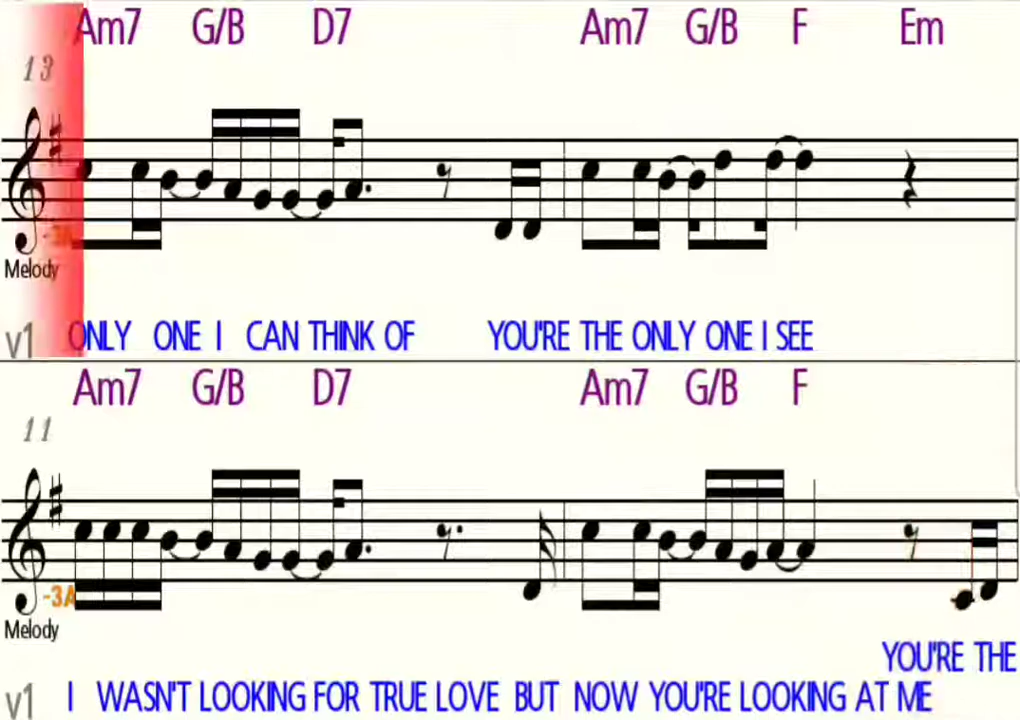 Am7 G/B D7 Am7 G/B F Em
13
-3A
Melody
v1 ONLY ONE I CAN THINK OF YOU'RE THE ONLY ONE I SEE
Am7 G/B D7 Am7 G/B F
11
-3A
Melody
YOU'RE THE
v1 I WASN'T LOOKING FOR TRUE LOVE BUT NOW YOU'RE LOOKING AT ME